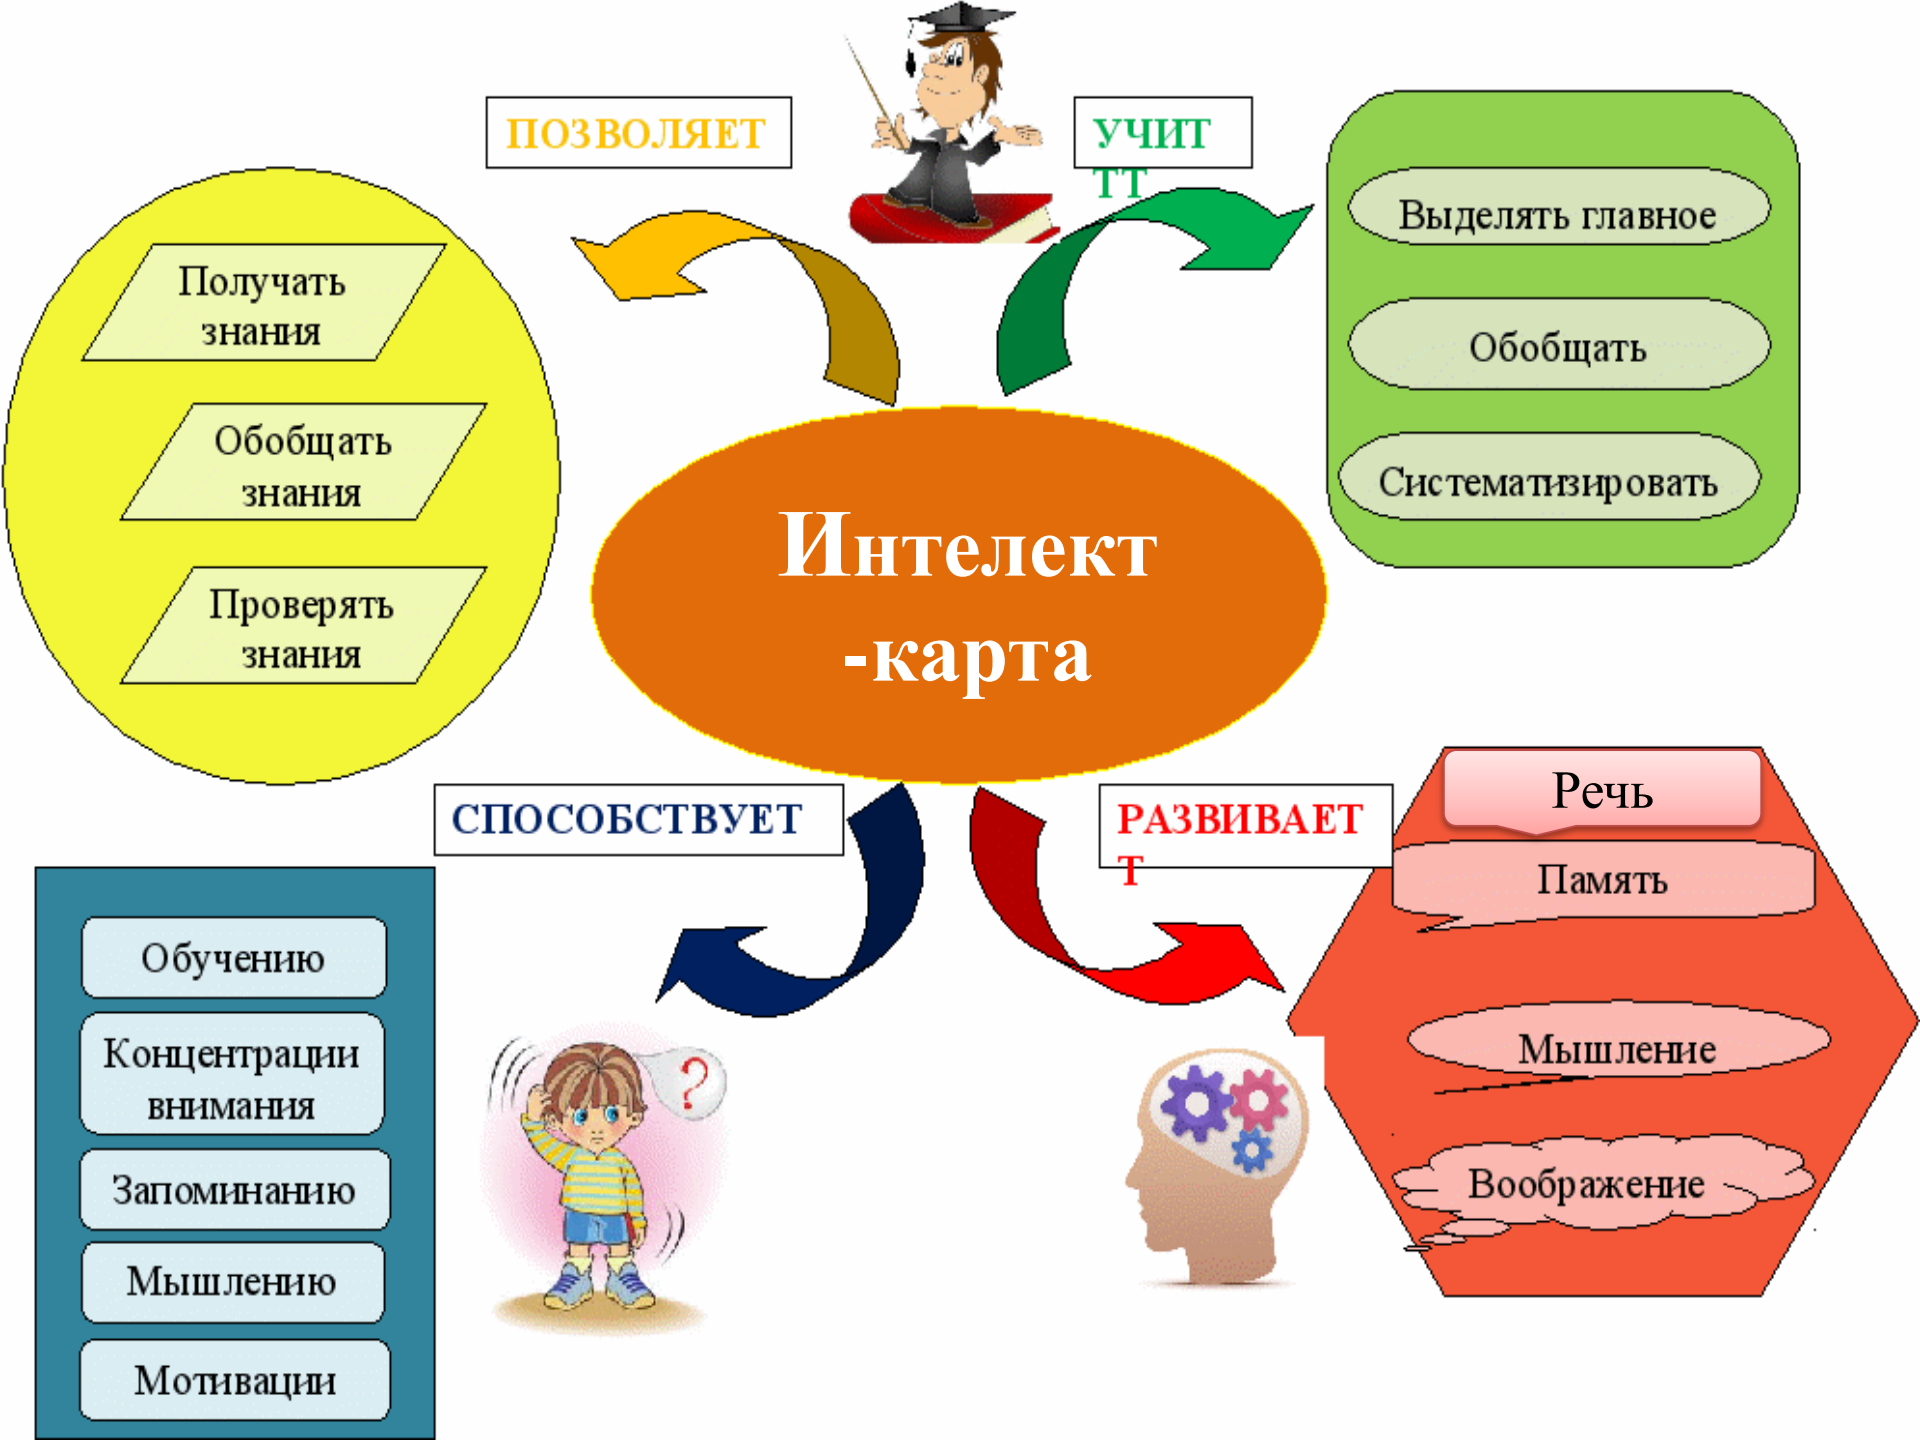 ПОЗВОЛЯЕТ
УЧИТ
ТТ
Получать
знания
Обобщать
знания
Проверять
знания
Выделять главное
Обобщать
Систематизировать
Интелект
-карта
СПОСОБСТВУЕТ
Обучению
Концентрации
внимания
Запоминанию
Мышлению
Мотивации
?
РАЗВИВАЕТ
Т
Речь
Память
Мышление
Воображение